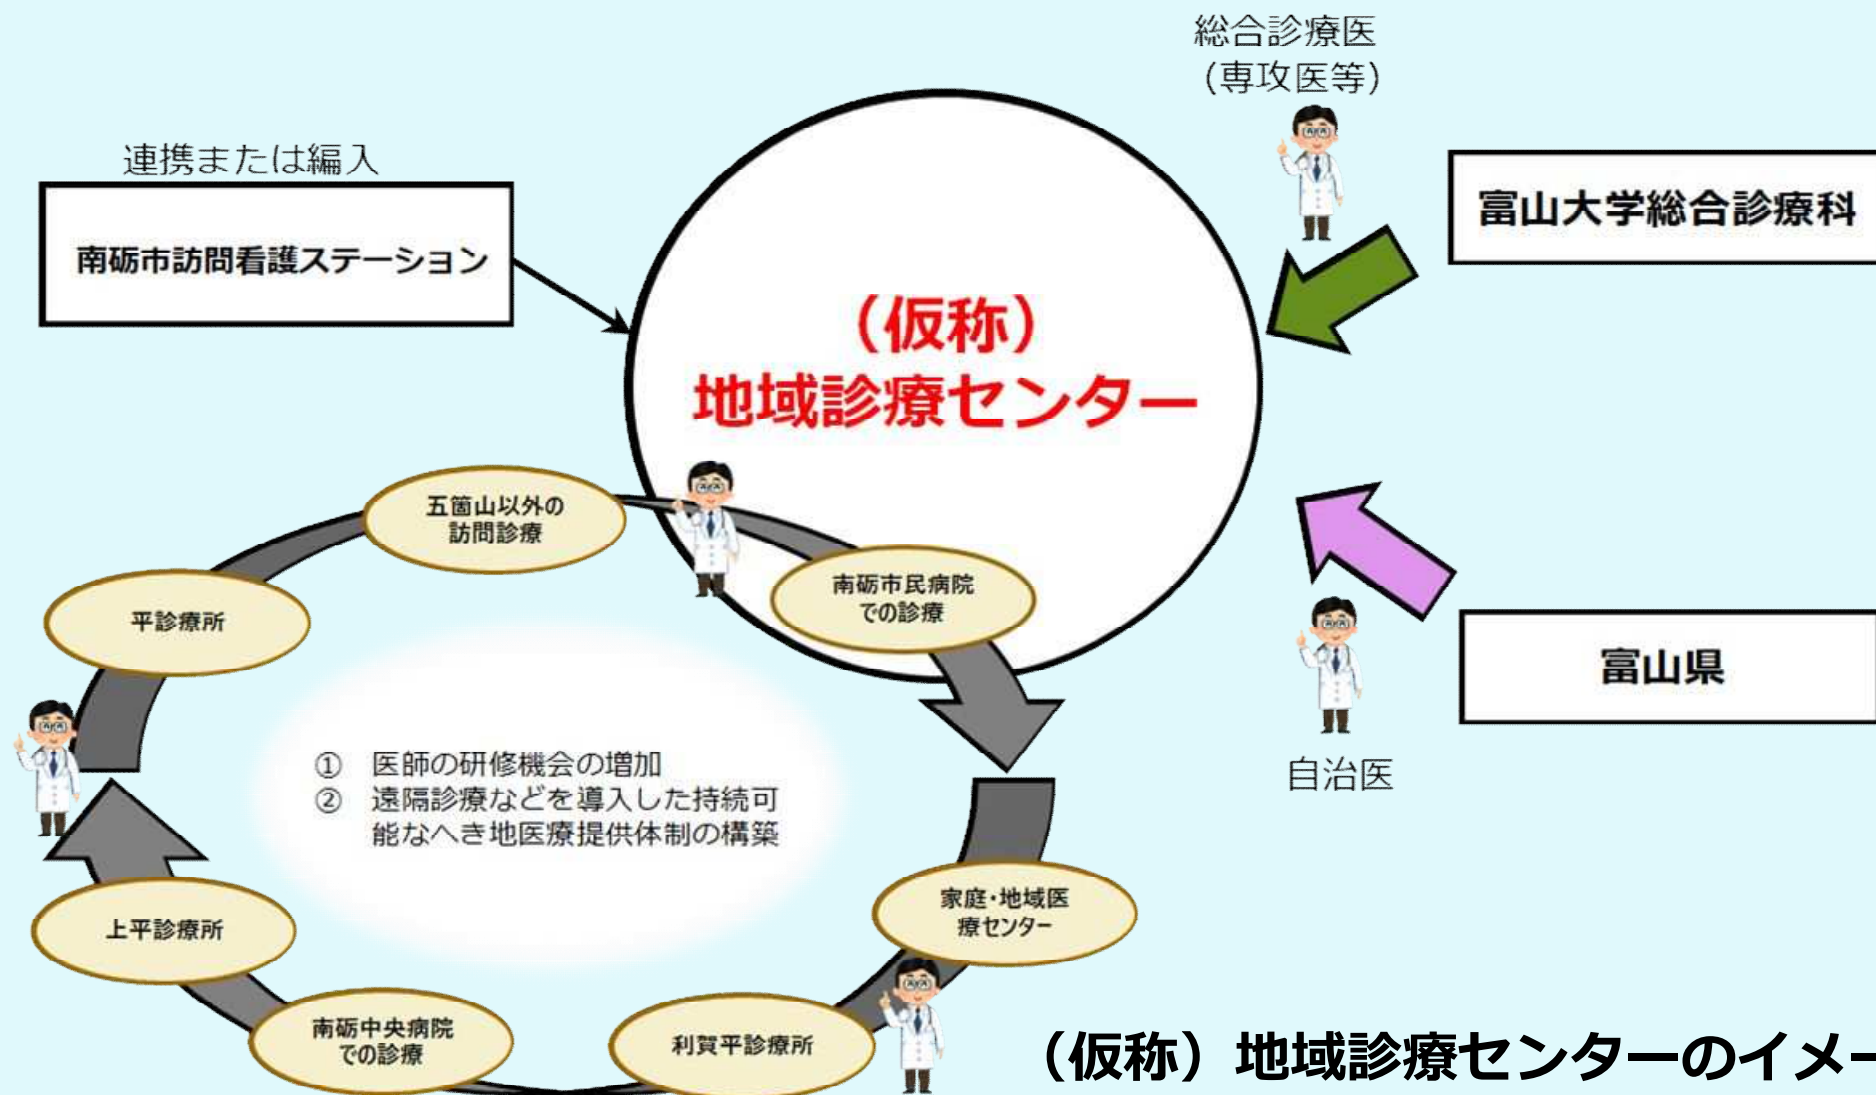 総合診療医
(専攻医等)
連携または編入
南砺市訪問看護ステーション
富山大学総合診療科
（仮称）
地域診療センター
五箇山以外の
訪問診療
南砺市民病院
での診療
平診療所
富山県
自治医
① 医師の研修機会の増加
② 遠隔診療などを導入した持続可
能なへき地医療提供体制の構築
家庭・地域医
療センター
上平診療所
南砺中央病院
での診療
利賀平診療所
（仮称）地域診療センターのイメー